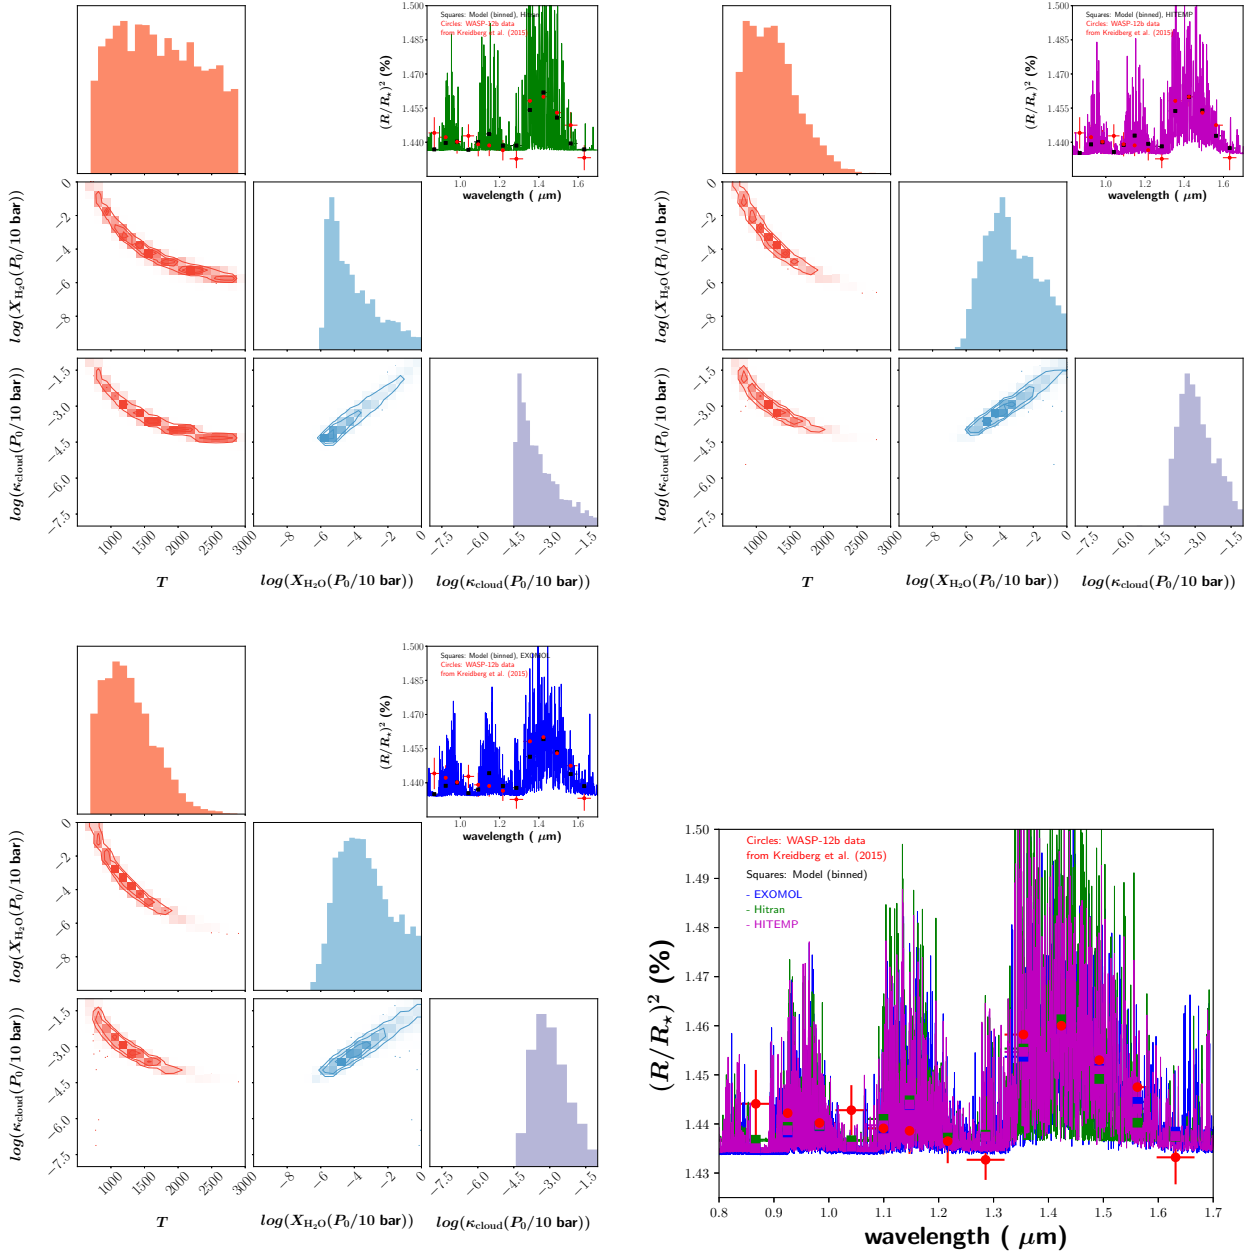 1.500
1.480
1.460
1.455
1.440
(R/R⋆)² (%)
Squares: Model (binned), Hitran
Circles: WASP-12b data
from Kreidberg et al. (2015)
1.0 1.2 1.4 1.6
wavelength ( μm)
0
−2
−4
−6
−8
log(X_H₂O(P₀/10 bar))
−1.5
−3.0
−4.5
−6.0
−7.5
log(κ_cloud(P₀/10 bar))
1000 1500 2000 2500 3000
T
−8 −6 −4 −2 0
log(X_H₂O(P₀/10 bar))
−7.5 −6.0 −4.5 −3.0 −1.5
log(κ_cloud(P₀/10 bar))
1.500
1.480
1.460
1.455
1.440
(R/R⋆)² (%)
Squares: Model (binned), HITEMP
Circles: WASP-12b data
from Kreidberg et al. (2015)
1.0 1.2 1.4 1.6
wavelength ( μm)
0
−2
−4
−6
−8
log(X_H₂O(P₀/10 bar))
−1.5
−3.0
−4.5
−6.0
−7.5
log(κ_cloud(P₀/10 bar))
1000 1500 2000 2500 3000
T
−8 −6 −4 −2 0
log(X_H₂O(P₀/10 bar))
−7.5 −6.0 −4.5 −3.0 −1.5
log(κ_cloud(P₀/10 bar))
1.500
1.480
1.460
1.455
1.440
(R/R⋆)² (%)
Squares: Model (binned), EXOMOL
Circles: WASP-12b data
from Kreidberg et al. (2015)
1.0 1.2 1.4 1.6
wavelength ( μm)
0
−2
−4
−6
−8
log(X_H₂O(P₀/10 bar))
−1.5
−3.0
−4.5
−6.0
−7.5
log(κ_cloud(P₀/10 bar))
1000 1500 2000 2500 3000
T
−8 −6 −4 −2 0
log(X_H₂O(P₀/10 bar))
−7.5 −6.0 −4.5 −3.0 −1.5
log(κ_cloud(P₀/10 bar))
1.50
1.49
1.48
1.47
1.46
1.45
1.44
1.43
(R/R⋆)² (%)
Circles: WASP-12b data
from Kreidberg et al. (2015)
Squares: Model (binned)
- EXOMOL
- Hitran
- HITEMP
0.8 0.9 1.0 1.1 1.2 1.3 1.4 1.5 1.6 1.7
wavelength ( μm)